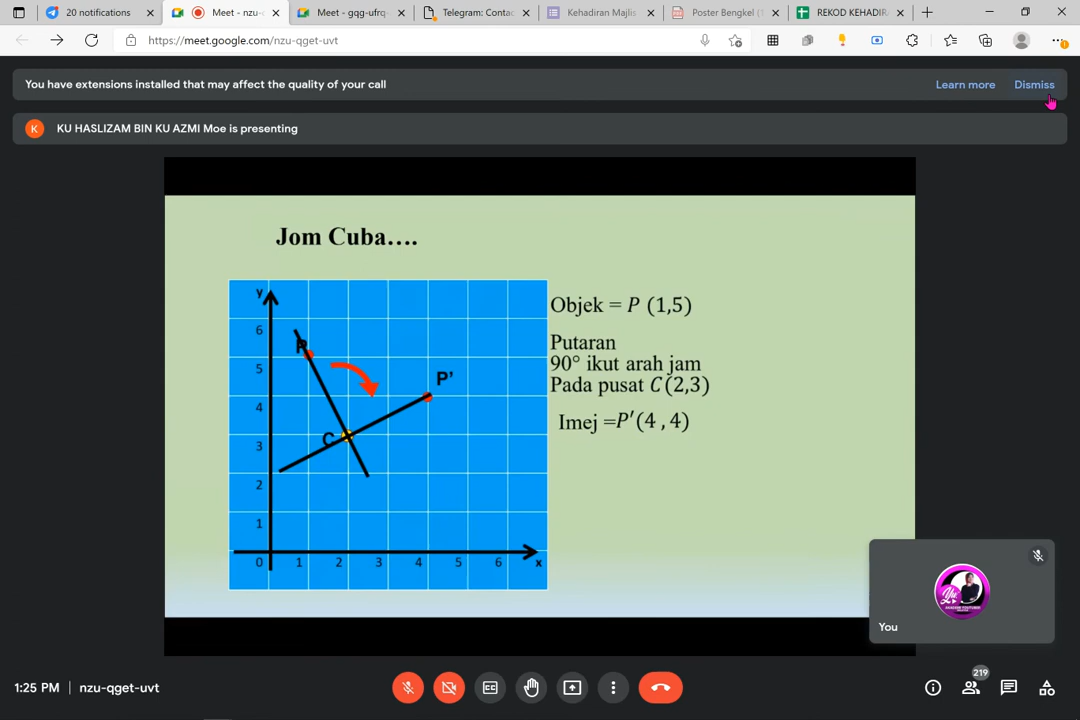 20 notifications
Meet - nzu-
Meet - gqg-ufrq-
Telegram: Contac
Kehadiran Majlis
Poster Bengkel (1
REKOD KEHADIRA
https://meet.google.com/nzu-qget-uvt
You have extensions installed that may affect the quality of your call
Learn more
Dismiss
K
KU HASLIZAM BIN KU AZMI Moe is presenting
Jom Cuba….
y
6
5
4
3
2
1
0 1 2 3 4 5 6 x
P
P'
C
Objek = P (1,5)
Putaran
90° ikut arah jam
Pada pusat C(2,3)
Imej =P′(4 , 4)
You
1:25 PM | nzu-qget-uvt
219